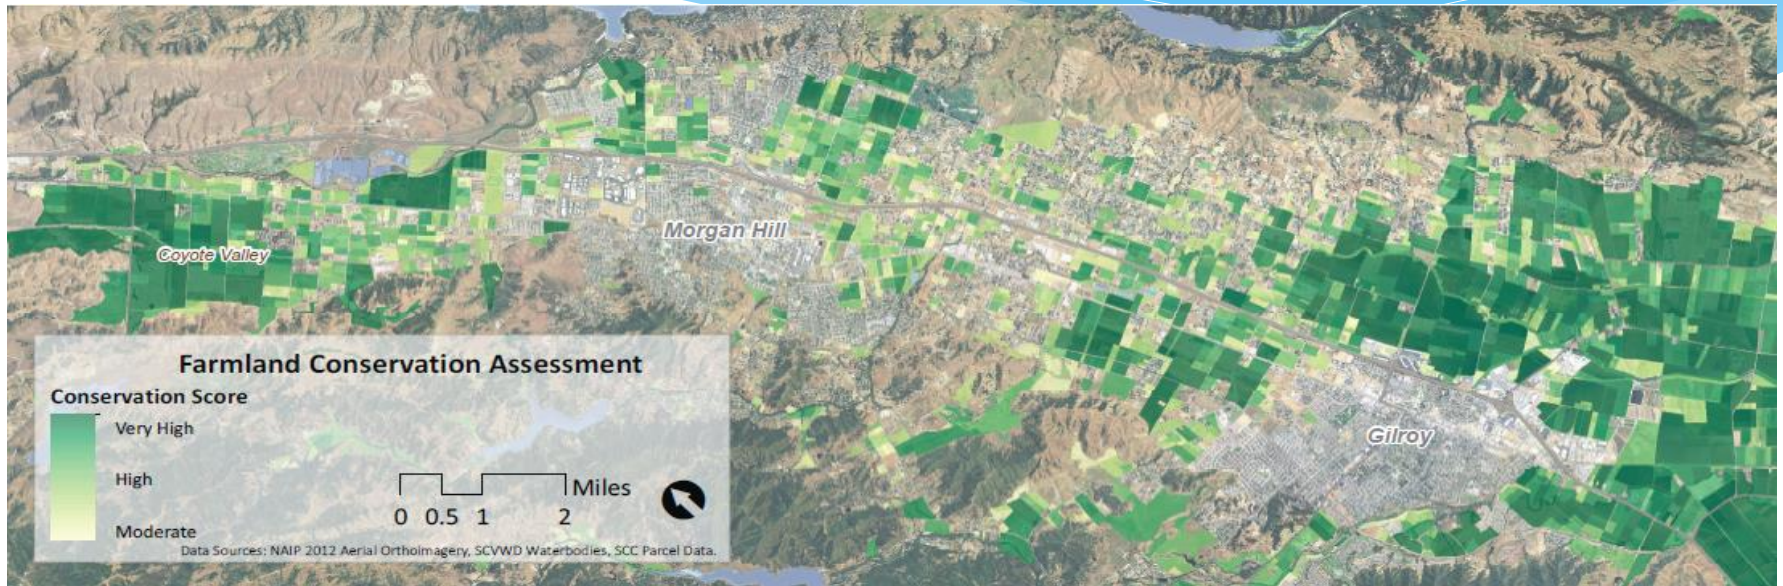 Coyote Valley
Morgan Hill
Gilroy
Farmland Conservation Assessment
Conservation Score
Very High
High
Moderate
Miles
0 0.5 1 2
Data Sources: NAIP 2012 Aerial Orthoimagery, SCVWD Waterbodies, SCC Parcel Data.